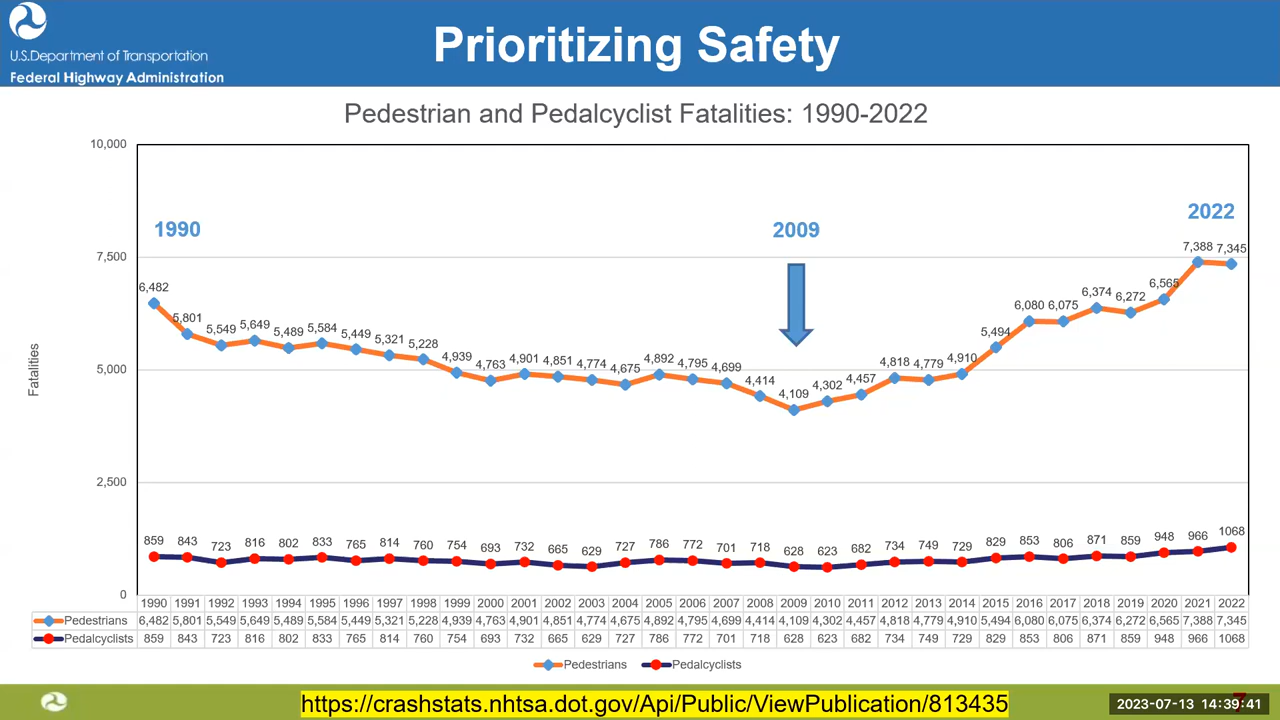 U.S.Department of Transportation
Federal Highway Administration
Prioritizing Safety
Pedestrian and Pedalcyclist Fatalities: 1990-2022
10,000
7,500
5,000
2,500
0
Fatalities
1990
2009
2022
6,482 5,801 5,549 5,649 5,489 5,584 5,449 5,321 5,228 4,939 4,763 4,901 4,851 4,774 4,675 4,892 4,795 4,699 4,414 4,109 4,302 4,457 4,818 4,779 4,910 5,494 6,080 6,075 6,374 6,272 6,565 7,388 7,345
859 843 723 816 802 833 765 814 760 754 693 732 665 629 727 786 772 701 718 628 623 682 734 749 729 829 853 806 871 859 948 966 1068
1990 1991 1992 1993 1994 1995 1996 1997 1998 1999 2000 2001 2002 2003 2004 2005 2006 2007 2008 2009 2010 2011 2012 2013 2014 2015 2016 2017 2018 2019 2020 2021 2022
Pedestrians 6,482 5,801 5,549 5,649 5,489 5,584 5,449 5,321 5,228 4,939 4,763 4,901 4,851 4,774 4,675 4,892 4,795 4,699 4,414 4,109 4,302 4,457 4,818 4,779 4,910 5,494 6,080 6,075 6,374 6,272 6,565 7,388 7,345
Pedalcyclists 859 843 723 816 802 833 765 814 760 754 693 732 665 629 727 786 772 701 718 628 623 682 734 749 729 829 853 806 871 859 948 966 1068
Pedestrians Pedalcyclists
https://crashstats.nhtsa.dot.gov/Api/Public/ViewPublication/813435
7
2023-07-13 14:39:41